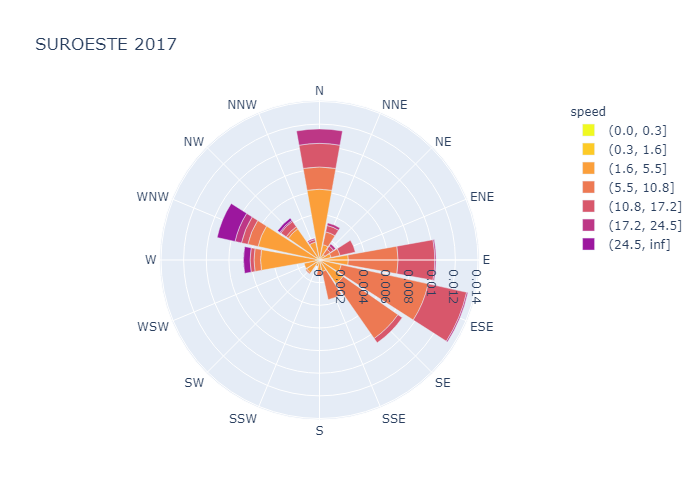 SUROESTE 2017
N
NNE
NE
ENE
E
ESE
SE
SSE
S
SSW
SW
WSW
W
WNW
NW
NNW
0
0.002
0.004
0.006
0.008
0.01
0.012
0.014
speed
(0.0, 0.3]
(0.3, 1.6]
(1.6, 5.5]
(5.5, 10.8]
(10.8, 17.2]
(17.2, 24.5]
(24.5, inf]